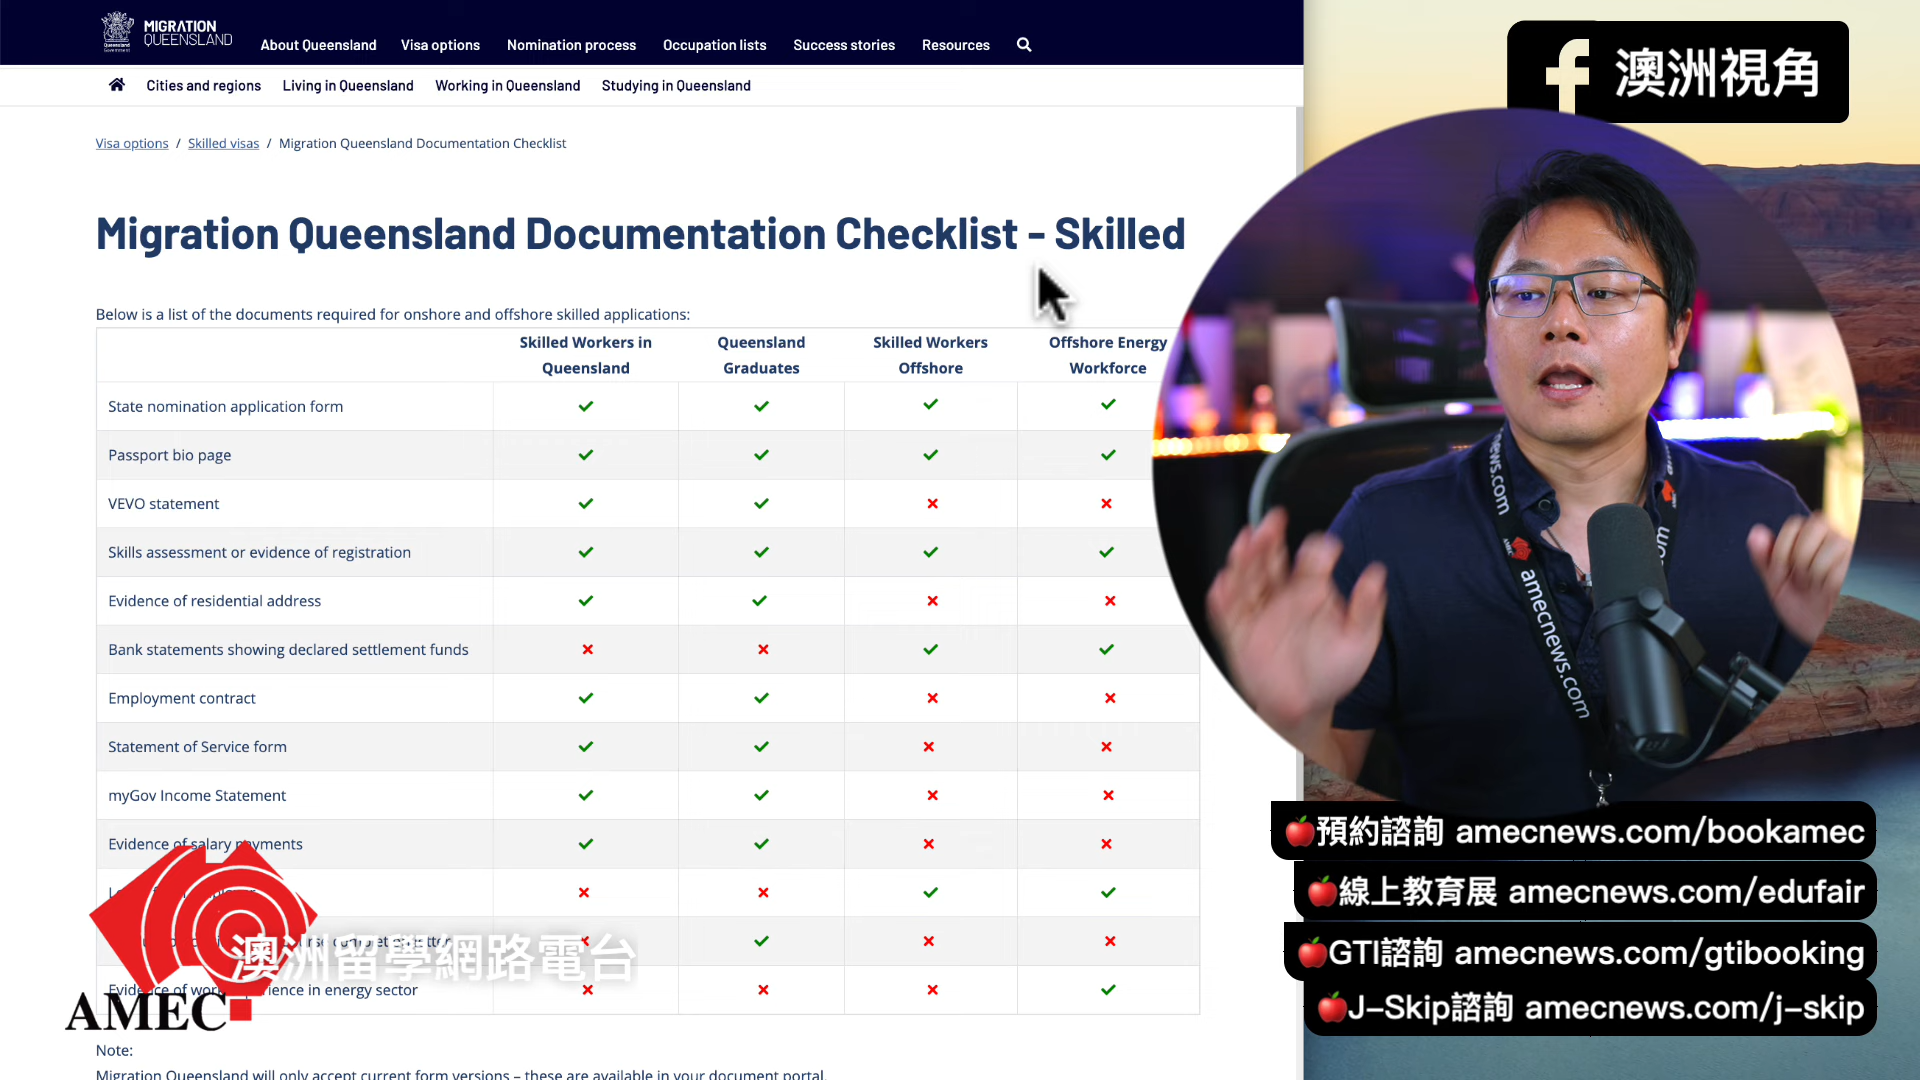 MIGRATION
QUEENSLAND
Queensland
Government
About Queensland
Visa options
Nomination process
Occupation lists
Success stories
Resources
Cities and regions
Living in Queensland
Working in Queensland
Studying in Queensland
Visa options / Skilled visas / Migration Queensland Documentation Checklist
Migration Queensland Documentation Checklist - Skilled
Below is a list of the documents required for onshore and offshore skilled applications:
Skilled Workers in
Queensland
Queensland
Graduates
Skilled Workers
Offshore
Offshore Energy
Workforce
State nomination application form
Passport bio page
VEVO statement
Skills assessment or evidence of registration
Evidence of residential address
Bank statements showing declared settlement funds
Employment contract
Statement of Service form
myGov Income Statement
Evidence of salary payments
Evidence of work experience in energy sector
Note:
Migration Queensland will only accept current form versions – these are available in your document portal.
澳洲留學網路電台
AMEC
澳洲視角
news.com
amecnews.com
🍎預約諮詢 amecnews.com/bookamec
🍎線上教育展 amecnews.com/edufair
🍎GTI諮詢 amecnews.com/gtibooking
🍎J-Skip諮詢 amecnews.com/j-skip